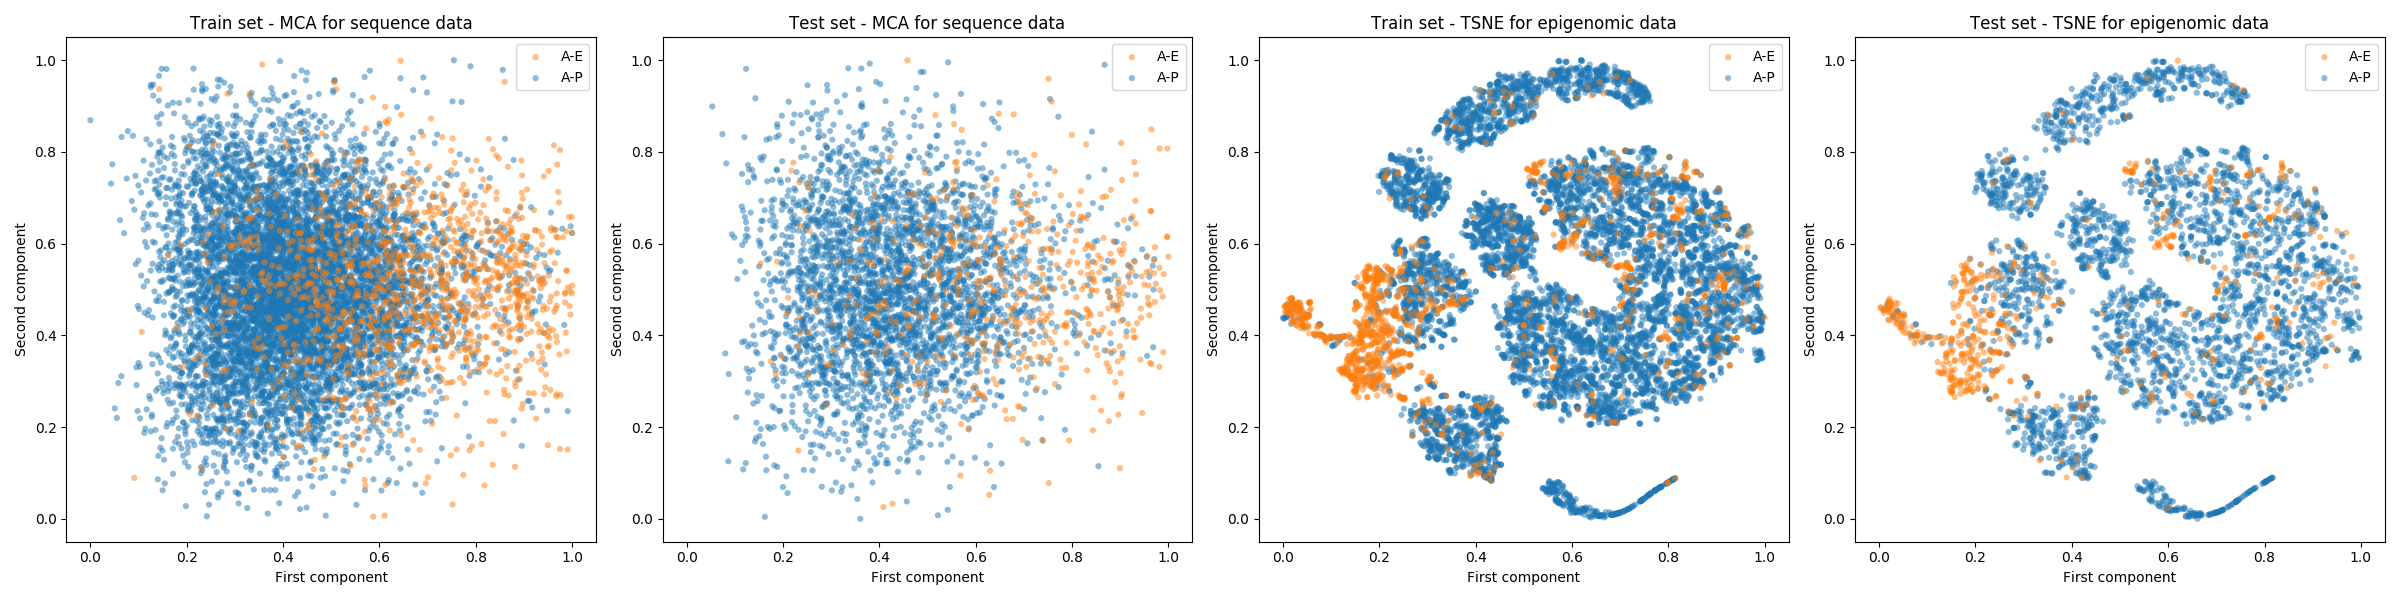 Train set - MCA for sequence data
A-E
A-P
Second component
1.0
0.8
0.6
0.4
0.2
0.0
0.0 0.2 0.4 0.6 0.8 1.0
First component
Test set - MCA for sequence data
A-E
A-P
Second component
1.0
0.8
0.6
0.4
0.2
0.0
0.0 0.2 0.4 0.6 0.8 1.0
First component
Train set - TSNE for epigenomic data
A-E
A-P
Second component
1.0
0.8
0.6
0.4
0.2
0.0
0.0 0.2 0.4 0.6 0.8 1.0
First component
Test set - TSNE for epigenomic data
A-E
A-P
Second component
1.0
0.8
0.6
0.4
0.2
0.0
0.0 0.2 0.4 0.6 0.8 1.0
First component